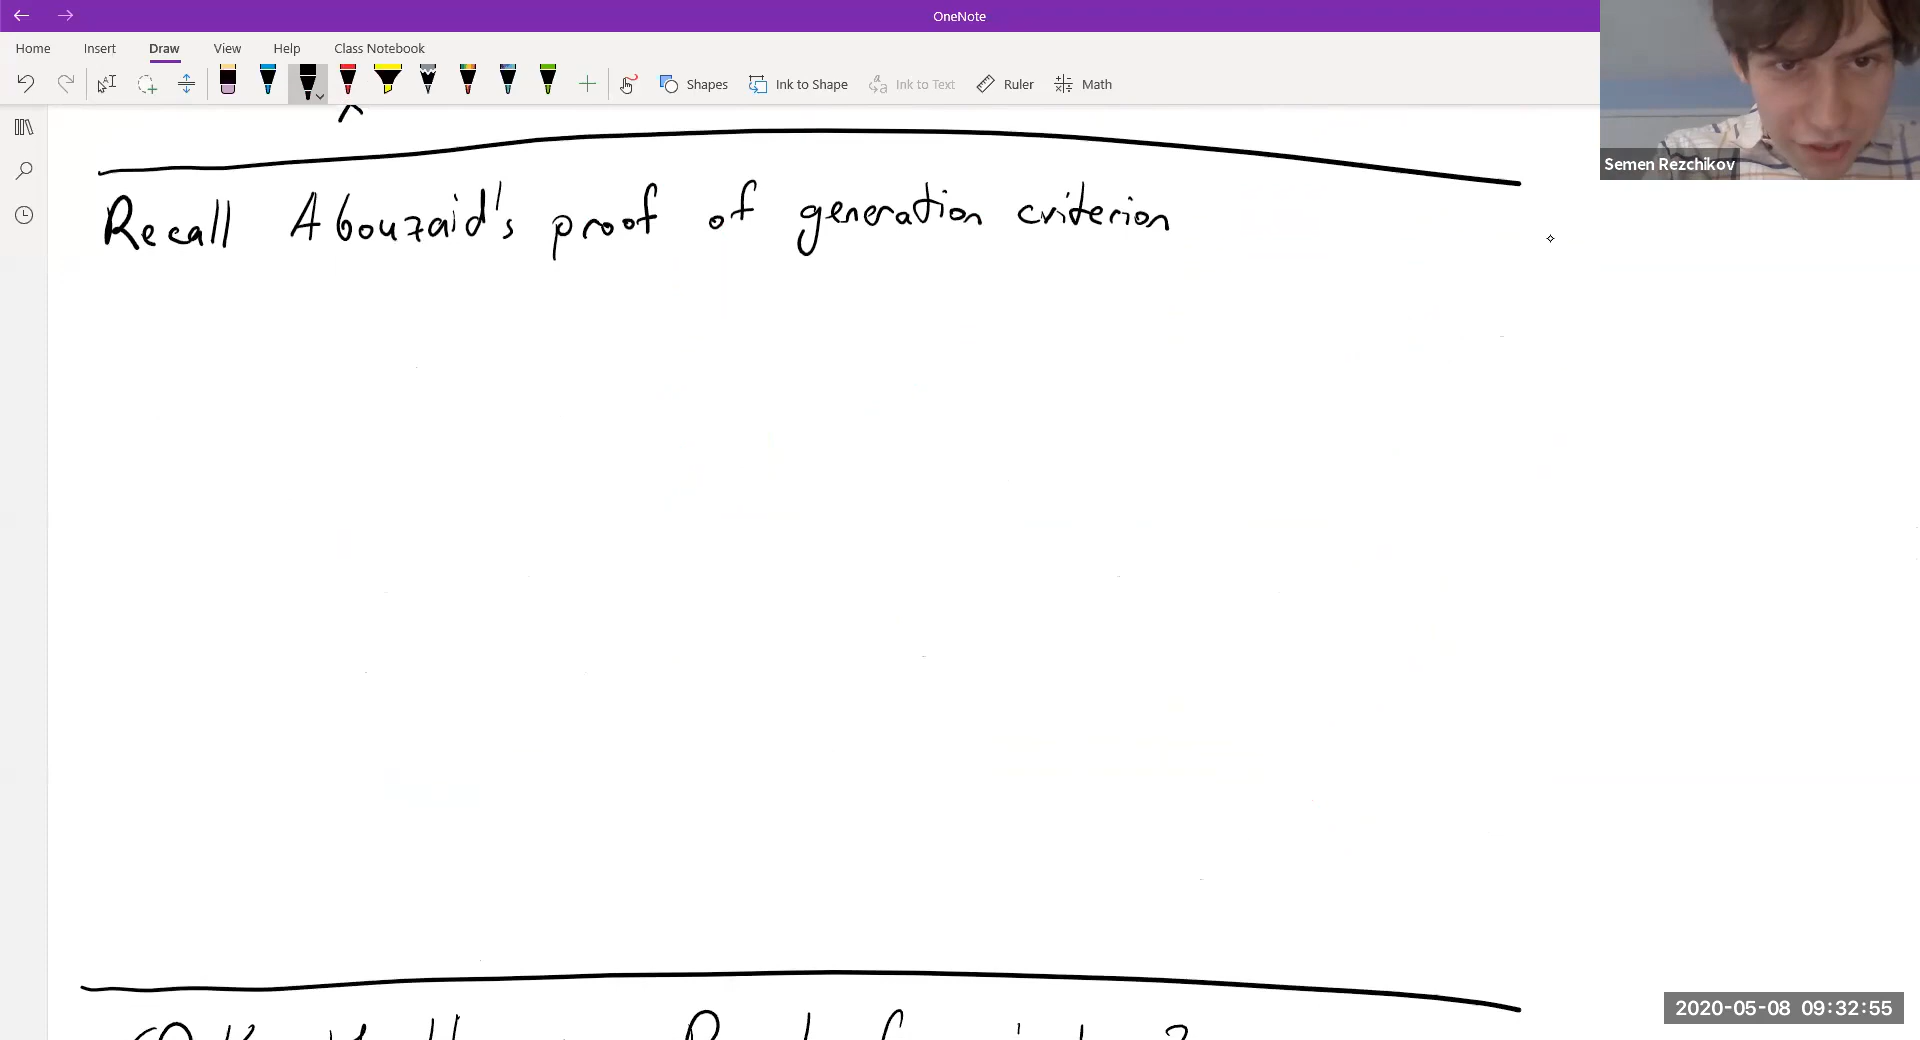 OneNote
Home Insert Draw View Help Class Notebook
Shapes Ink to Shape Ink to Text Ruler Math
Semen Rezchikov
Recall Abouzaid's proof of generation criterion
2020-05-08 09:32:55